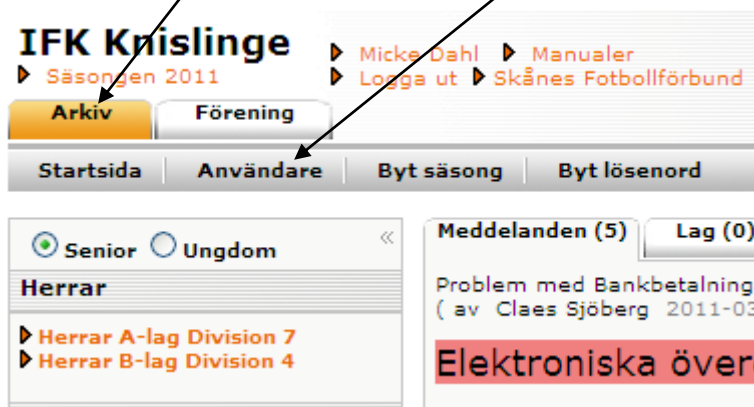 IFK Knislinge
Säsongen 2011
Micke Dahl Manualer
Logga ut Skånes Fotbollförbund
Arkiv Förening
Startsida Användare Byt säsong Byt lösenord
Senior Ungdom «
Herrar
Herrar A-lag Division 7
Herrar B-lag Division 4
Meddelanden (5) Lag (0)
Problem med Bankbetalning
( av Claes Sjöberg 2011-03
Elektroniska över